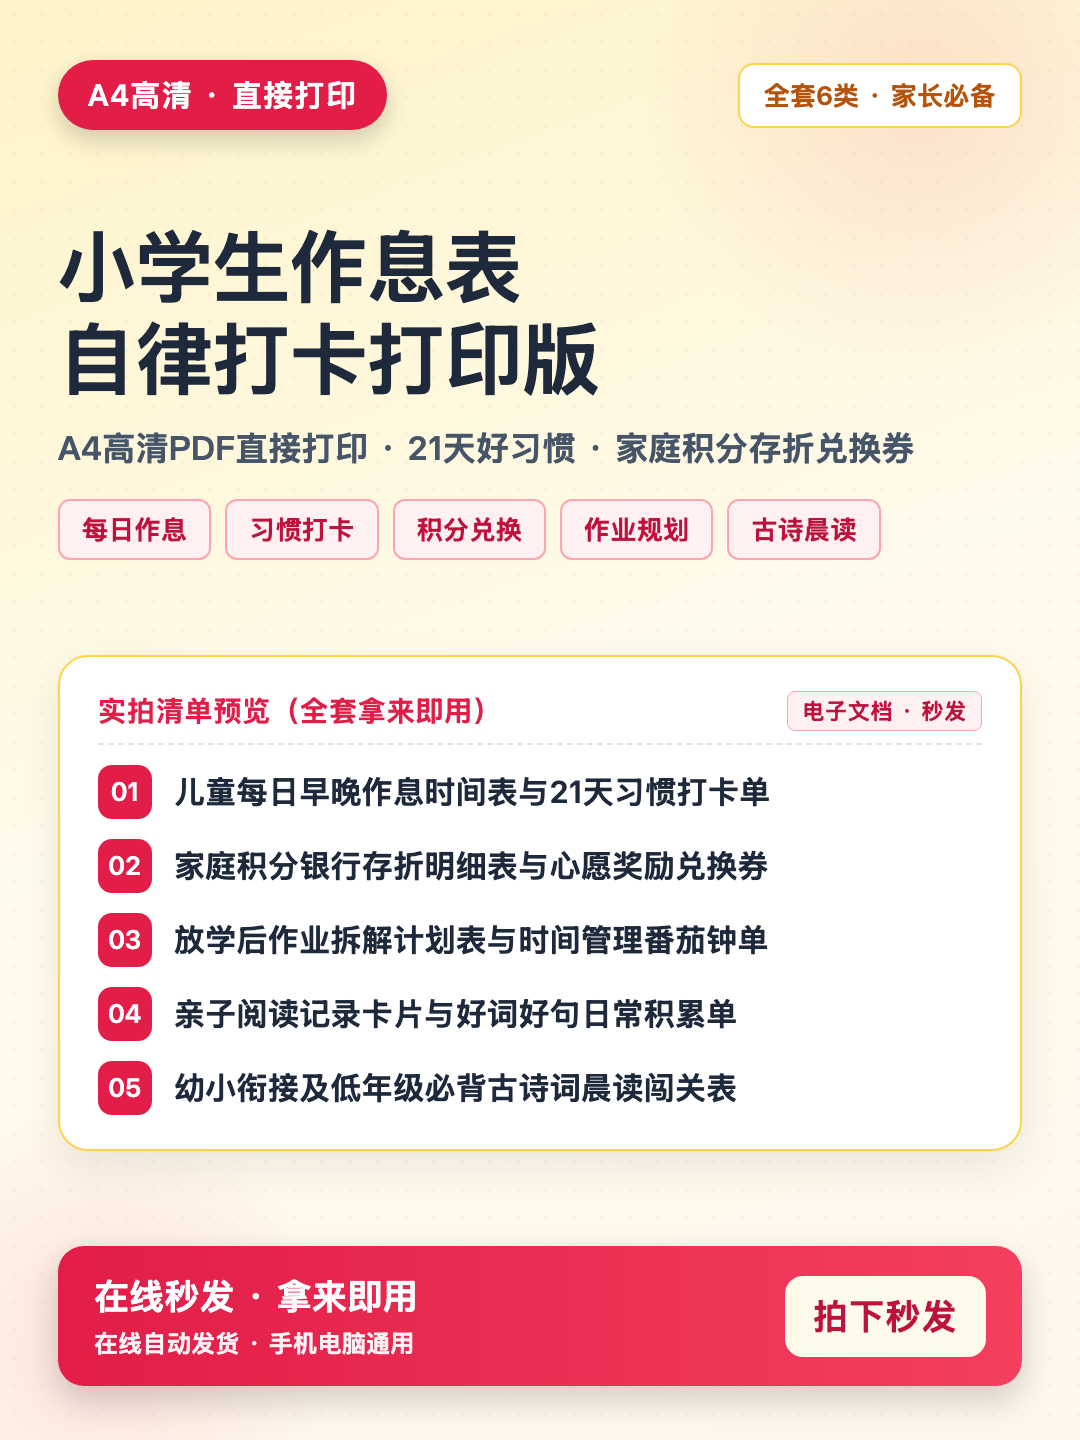 A4高清 · 直接打印
全套6类 · 家长必备
小学生作息表
自律打卡打印版
A4高清PDF直接打印 · 21天好习惯 · 家庭积分存折兑换券
每日作息
习惯打卡
积分兑换
作业规划
古诗晨读
实拍清单预览（全套拿来即用）
电子文档 · 秒发
01 儿童每日早晚作息时间表与21天习惯打卡单
02 家庭积分银行存折明细表与心愿奖励兑换券
03 放学后作业拆解计划表与时间管理番茄钟单
04 亲子阅读记录卡片与好词好句日常积累单
05 幼小衔接及低年级必背古诗词晨读闯关表
在线秒发 · 拿来即用
在线自动发货 · 手机电脑通用
拍下秒发